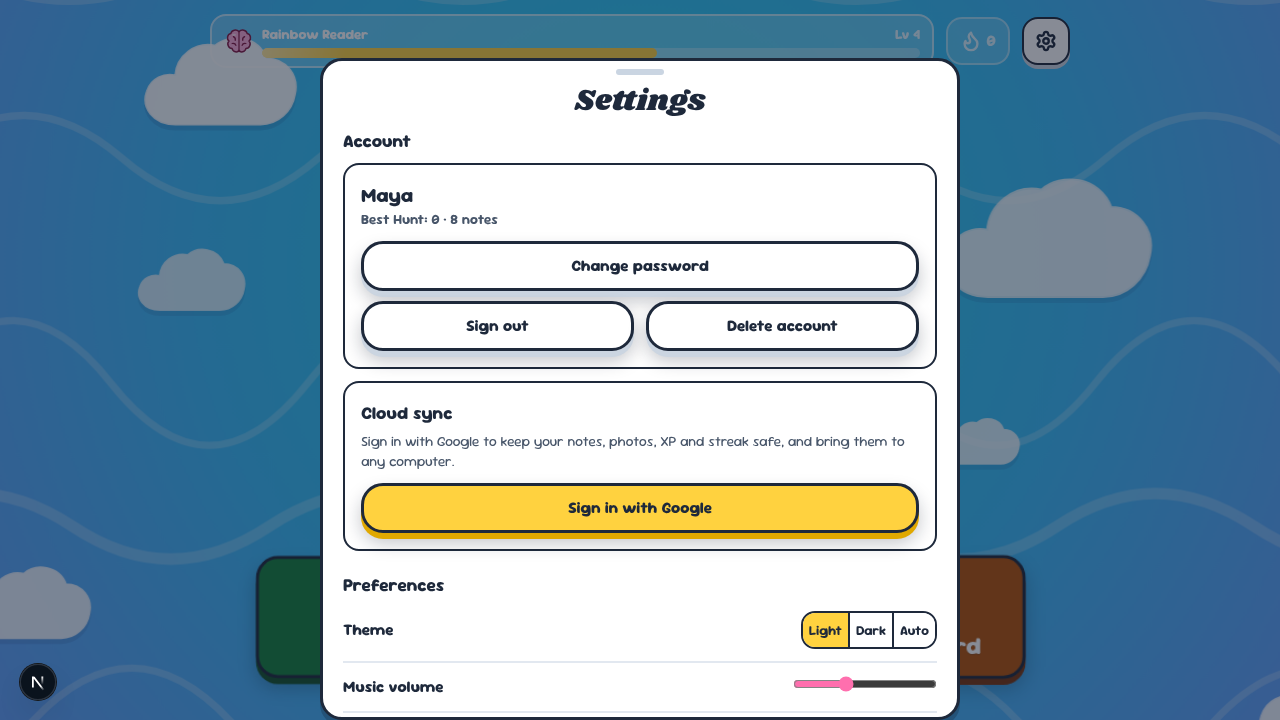 Rainbow Reader
Lv 4
0
Settings
Account
Maya
Best Hunt: 0 · 8 notes
Change password
Sign out
Delete account
Cloud sync
Sign in with Google to keep your notes, photos, XP and streak safe, and bring them to
any computer.
Sign in with Google
Preferences
Theme
Light
Dark
Auto
rd
N
Music volume